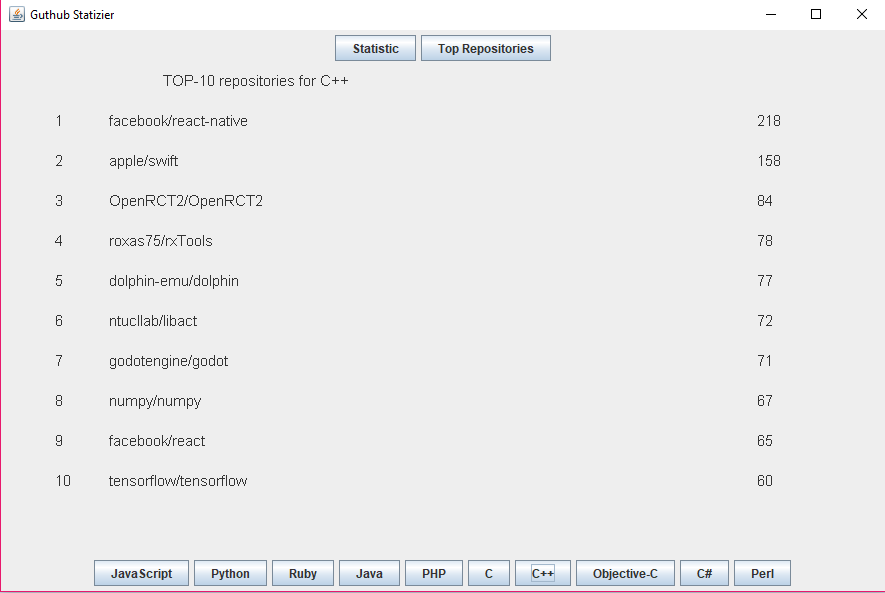 Guthub Statizier
Statistic Top Repositories
TOP-10 repositories for C++
1 facebook/react-native 218
2 apple/swift 158
3 OpenRCT2/OpenRCT2 84
4 roxas75/rxTools 78
5 dolphin-emu/dolphin 77
6 ntucllab/libact 72
7 godotengine/godot 71
8 numpy/numpy 67
9 facebook/react 65
10 tensorflow/tensorflow 60
JavaScript Python Ruby Java PHP C C++ Objective-C C# Perl